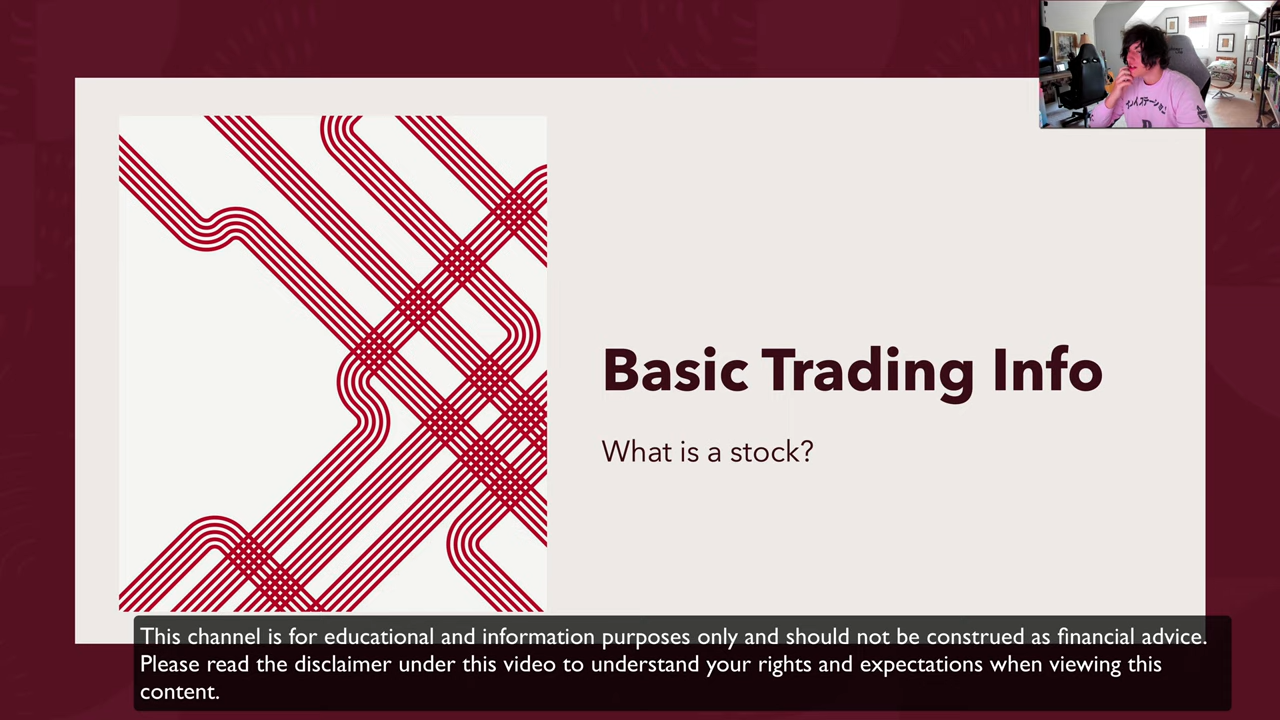 Basic Trading Info
What is a stock?
This channel is for educational and information purposes only and should not be construed as financial advice.
Please read the disclaimer under this video to understand your rights and expectations when viewing this
content.